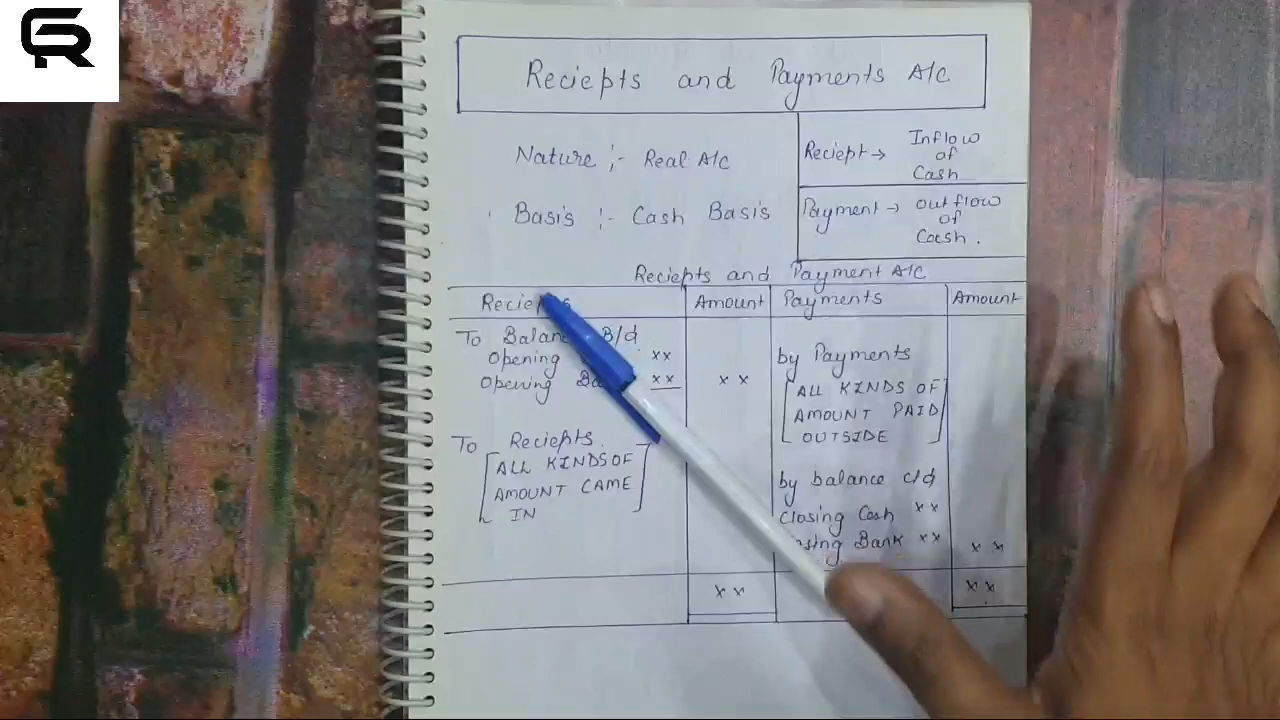 GR
Reciepts and Payments A/C
Nature :- Real A/C
Reciept → Inflow
of
Cash
Basis :- Cash Basis
Payment → outflow
of
Cash.
Reciepts and Payment A/C
Amount
Payments
Amount
To B/d
Opening xx
Opening xx
xx
To Reciepts.
[ALL KINDS OF
AMOUNT CAME
IN]
xx
by Payments
[ALL KINDS OF
AMOUNT PAID
OUTSIDE]
by balance c/d
Closing Cash xx
Bank xx
xx
xx